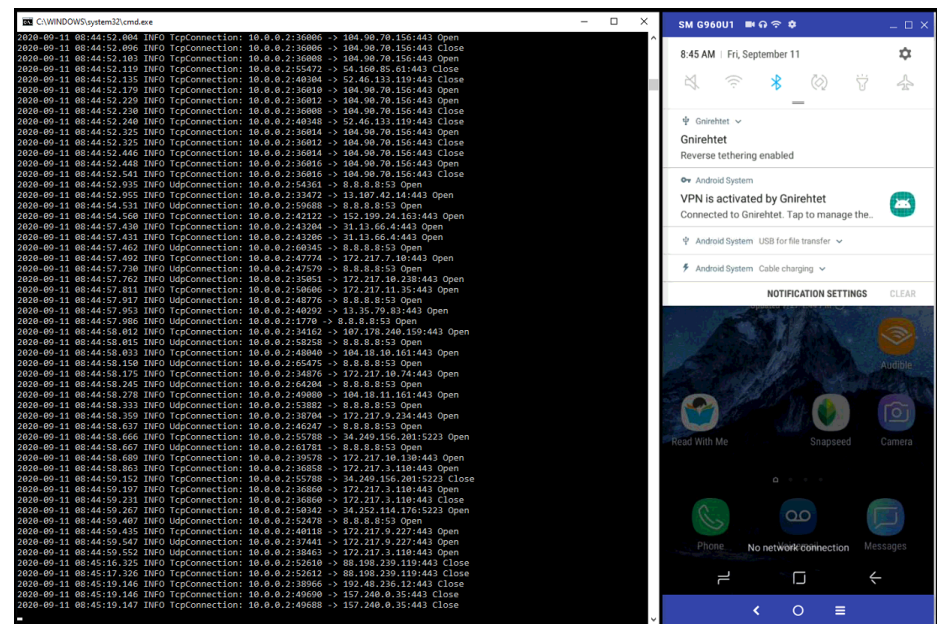 C:\WINDOWS\system32\cmd.exe
2020-09-11 08:44:52.004 INFO TcpConnection: 10.0.0.2:36006 -> 104.90.70.156:443 Open
2020-09-11 08:44:52.096 INFO TcpConnection: 10.0.0.2:36006 -> 104.90.70.156:443 Close
2020-09-11 08:44:52.103 INFO TcpConnection: 10.0.0.2:36008 -> 104.90.70.156:443 Open
2020-09-11 08:44:52.119 INFO TcpConnection: 10.0.0.2:55472 -> 54.160.85.61:443 Close
2020-09-11 08:44:52.135 INFO TcpConnection: 10.0.0.2:40304 -> 52.46.133.119:443 Close
2020-09-11 08:44:52.179 INFO TcpConnection: 10.0.0.2:36010 -> 104.90.70.156:443 Open
2020-09-11 08:44:52.229 INFO TcpConnection: 10.0.0.2:36012 -> 104.90.70.156:443 Open
2020-09-11 08:44:52.230 INFO TcpConnection: 10.0.0.2:36008 -> 104.90.70.156:443 Close
2020-09-11 08:44:52.240 INFO TcpConnection: 10.0.0.2:40348 -> 52.46.133.119:443 Close
2020-09-11 08:44:52.325 INFO TcpConnection: 10.0.0.2:36014 -> 104.90.70.156:443 Open
2020-09-11 08:44:52.325 INFO TcpConnection: 10.0.0.2:36012 -> 104.90.70.156:443 Close
2020-09-11 08:44:52.446 INFO TcpConnection: 10.0.0.2:36014 -> 104.90.70.156:443 Close
2020-09-11 08:44:52.448 INFO TcpConnection: 10.0.0.2:36016 -> 104.90.70.156:443 Open
2020-09-11 08:44:52.541 INFO TcpConnection: 10.0.0.2:36016 -> 104.90.70.156:443 Close
2020-09-11 08:44:52.935 INFO UdpConnection: 10.0.0.2:54361 -> 8.8.8.8:53 Open
2020-09-11 08:44:52.955 INFO TcpConnection: 10.0.0.2:33472 -> 13.107.42.14:443 Open
2020-09-11 08:44:54.531 INFO UdpConnection: 10.0.0.2:59688 -> 8.8.8.8:53 Open
2020-09-11 08:44:54.560 INFO TcpConnection: 10.0.0.2:42122 -> 152.199.24.163:443 Open
2020-09-11 08:44:57.430 INFO TcpConnection: 10.0.0.2:43204 -> 31.13.66.4:443 Open
2020-09-11 08:44:57.431 INFO TcpConnection: 10.0.0.2:43206 -> 31.13.66.4:443 Open
2020-09-11 08:44:57.462 INFO UdpConnection: 10.0.0.2:60345 -> 8.8.8.8:53 Open
2020-09-11 08:44:57.492 INFO TcpConnection: 10.0.0.2:47774 -> 172.217.7.10:443 Open
2020-09-11 08:44:57.730 INFO UdpConnection: 10.0.0.2:47579 -> 8.8.8.8:53 Open
2020-09-11 08:44:57.762 INFO UdpConnection: 10.0.0.2:35051 -> 172.217.10.238:443 Open
2020-09-11 08:44:57.811 INFO TcpConnection: 10.0.0.2:50606 -> 172.217.11.35:443 Open
2020-09-11 08:44:57.917 INFO UdpConnection: 10.0.0.2:48776 -> 8.8.8.8:53 Open
2020-09-11 08:44:57.953 INFO TcpConnection: 10.0.0.2:40292 -> 13.35.79.83:443 Open
2020-09-11 08:44:57.986 INFO UdpConnection: 10.0.0.2:1770 -> 8.8.8.8:53 Open
2020-09-11 08:44:58.012 INFO TcpConnection: 10.0.0.2:34162 -> 107.178.240.159:443 Open
2020-09-11 08:44:58.015 INFO UdpConnection: 10.0.0.2:58258 -> 8.8.8.8:53 Open
2020-09-11 08:44:58.033 INFO TcpConnection: 10.0.0.2:48040 -> 104.18.10.161:443 Open
2020-09-11 08:44:58.150 INFO UdpConnection: 10.0.0.2:65475 -> 8.8.8.8:53 Open
2020-09-11 08:44:58.175 INFO TcpConnection: 10.0.0.2:34876 -> 172.217.10.74:443 Open
2020-09-11 08:44:58.245 INFO UdpConnection: 10.0.0.2:64204 -> 8.8.8.8:53 Open
2020-09-11 08:44:58.278 INFO TcpConnection: 10.0.0.2:49080 -> 104.18.11.161:443 Open
2020-09-11 08:44:58.333 INFO UdpConnection: 10.0.0.2:53882 -> 8.8.8.8:53 Open
2020-09-11 08:44:58.359 INFO TcpConnection: 10.0.0.2:38704 -> 172.217.9.234:443 Open
2020-09-11 08:44:58.637 INFO UdpConnection: 10.0.0.2:46247 -> 8.8.8.8:53 Open
2020-09-11 08:44:58.666 INFO TcpConnection: 10.0.0.2:55788 -> 34.249.156.201:5223 Open
2020-09-11 08:44:58.667 INFO UdpConnection: 10.0.0.2:61781 -> 8.8.8.8:53 Open
2020-09-11 08:44:58.689 INFO TcpConnection: 10.0.0.2:39578 -> 172.217.10.130:443 Open
2020-09-11 08:44:58.863 INFO TcpConnection: 10.0.0.2:36858 -> 172.217.3.110:443 Open
2020-09-11 08:44:59.152 INFO TcpConnection: 10.0.0.2:55788 -> 34.249.156.201:5223 Close
2020-09-11 08:44:59.197 INFO TcpConnection: 10.0.0.2:36860 -> 172.217.3.110:443 Open
2020-09-11 08:44:59.231 INFO TcpConnection: 10.0.0.2:36860 -> 172.217.3.110:443 Close
2020-09-11 08:44:59.267 INFO TcpConnection: 10.0.0.2:50342 -> 34.252.114.176:5223 Open
2020-09-11 08:44:59.407 INFO UdpConnection: 10.0.0.2:52478 -> 8.8.8.8:53 Open
2020-09-11 08:44:59.435 INFO TcpConnection: 10.0.0.2:40118 -> 172.217.9.227:443 Open
2020-09-11 08:44:59.547 INFO UdpConnection: 10.0.0.2:37441 -> 172.217.9.227:443 Open
2020-09-11 08:44:59.552 INFO UdpConnection: 10.0.0.2:38463 -> 172.217.3.110:443 Open
2020-09-11 08:45:16.325 INFO TcpConnection: 10.0.0.2:52610 -> 88.198.239.119:443 Close
2020-09-11 08:45:17.326 INFO TcpConnection: 10.0.0.2:52612 -> 88.198.239.119:443 Close
2020-09-11 08:45:19.146 INFO TcpConnection: 10.0.0.2:38966 -> 192.48.236.12:443 Close
2020-09-11 08:45:19.146 INFO TcpConnection: 10.0.0.2:49690 -> 157.240.0.35:443 Close
2020-09-11 08:45:19.147 INFO TcpConnection: 10.0.0.2:49688 -> 157.240.0.35:443 Close
SM G960U1
8:45 AM | Fri, September 11
Gnirehtet
Gnirehtet
Reverse tethering enabled
Android System
VPN is activated by Gnirehtet
Connected to Gnirehtet. Tap to manage the..
Android System USB for file transfer
Android System Cable charging
NOTIFICATION SETTINGS CLEAR
Audible
Read With Me Snapseed Camera
Phone Messages
No network connection